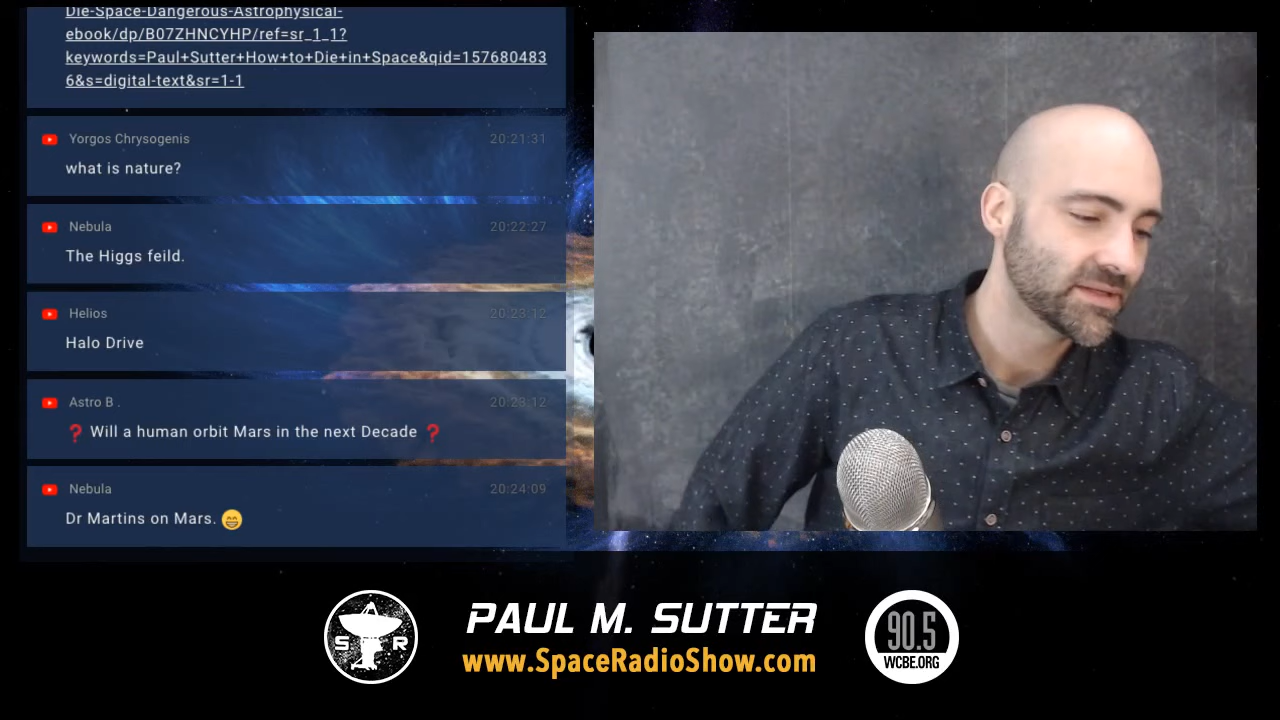 Die-Space-Dangerous-Astrophysical-
ebook/dp/B07ZHNCYHP/ref=sr_1_1?
keywords=Paul+Sutter+How+to+Die+in+Space&qid=157680483
6&s=digital-text&sr=1-1
Yorgos Chrysogenis 20:21:31
what is nature?
Nebula 20:22:27
The Higgs feild.
Helios 20:23:12
Halo Drive
Astro B . 20:23:12
❓ Will a human orbit Mars in the next Decade ❓
Nebula 20:24:09
Dr Martins on Mars. 😄
S R
PAUL M. SUTTER
www.SpaceRadioShow.com
90.5
WCBE.ORG